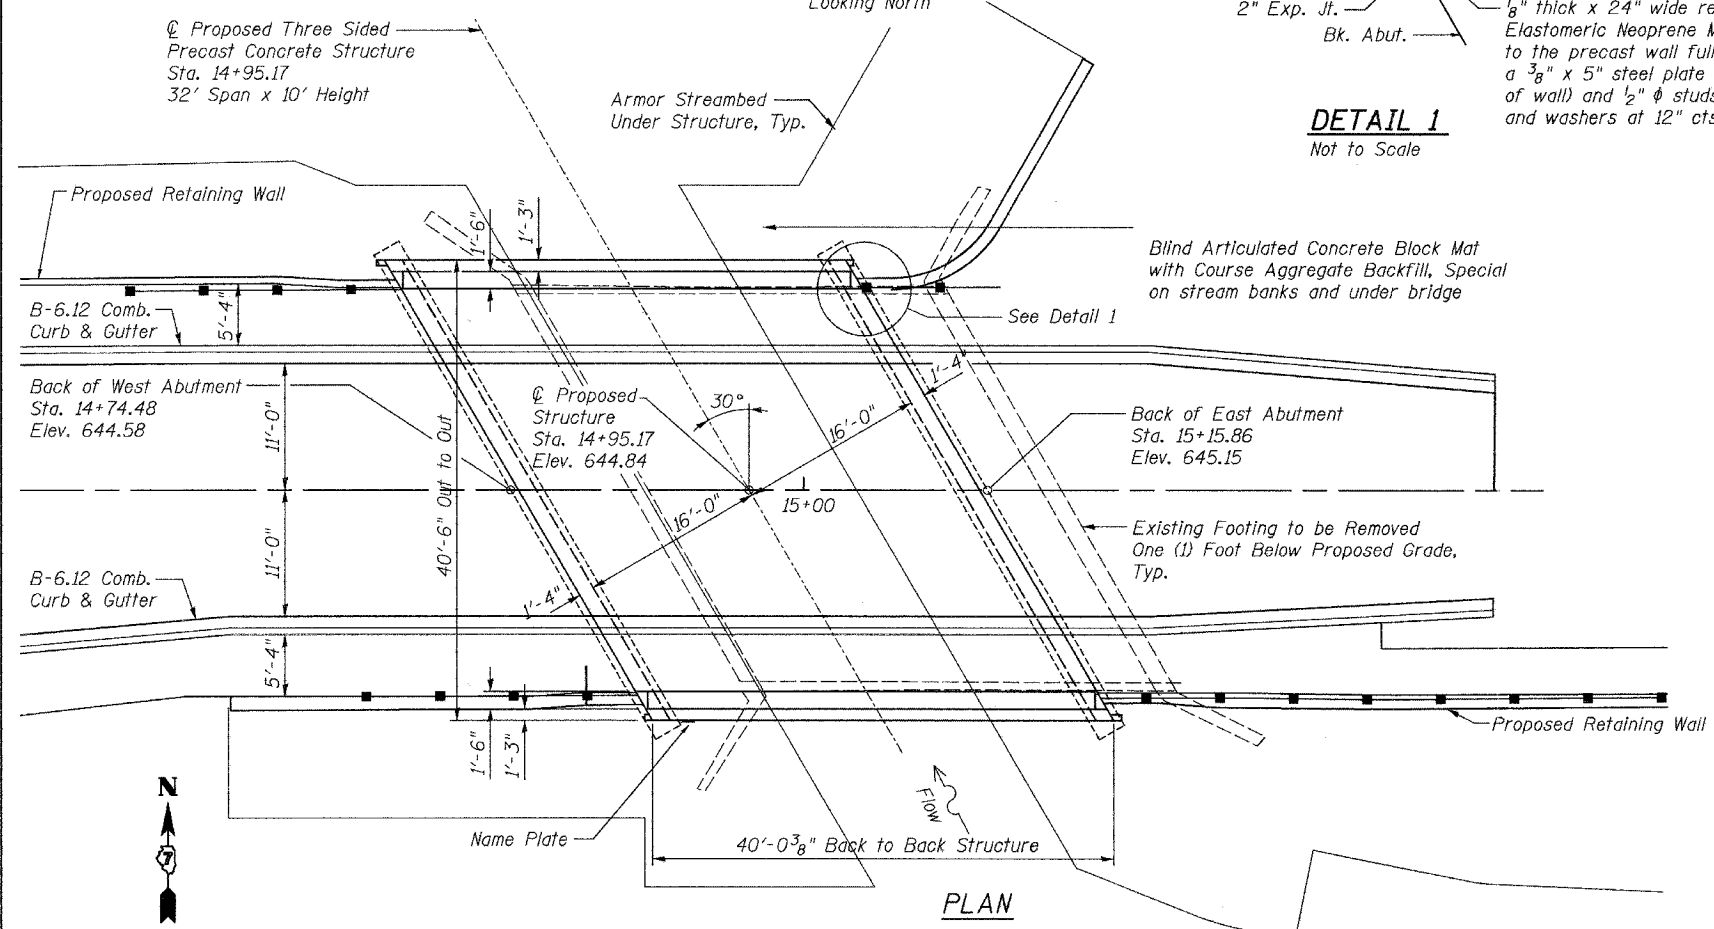 Looking North
℄ Proposed Three Sided
Precast Concrete Structure
Sta. 14+95.17
32' Span x 10' Height
Armor Streambed
Under Structure, Typ.
2" Exp. Jt.
Bk. Abut.
1/8" thick x 24" wide
Elastomeric Neoprene
to the precast wall
a 3/8" x 5" steel plate
of wall) and 1/2" ϕ studs
and washers at 12"
DETAIL 1
Not to Scale
Proposed Retaining Wall
1'-6"
1'-3"
Blind Articulated Concrete Block Mat
with Course Aggregate Backfill, Special
on stream banks and under bridge
See Detail 1
B-6.12 Comb.
Curb & Gutter
5'-4"
Back of West Abutment
Sta. 14+74.48
Elev. 644.58
11'-0"
40'-6" Out to Out
℄ Proposed
Structure
Sta. 14+95.17
Elev. 644.84
30°
16'-0"
1'-4"
Back of East Abutment
Sta. 15+15.86
Elev. 645.15
16'-0"
15+00
11'-0"
Existing Footing to be Removed
One (1) Foot Below Proposed Grade,
Typ.
B-6.12 Comb.
Curb & Gutter
1'-4"
5'-4"
1'-6"
1'-3"
Proposed Retaining Wall
N
7
Flow
Name Plate
40'-0 3/8" Back to Back Structure
PLAN